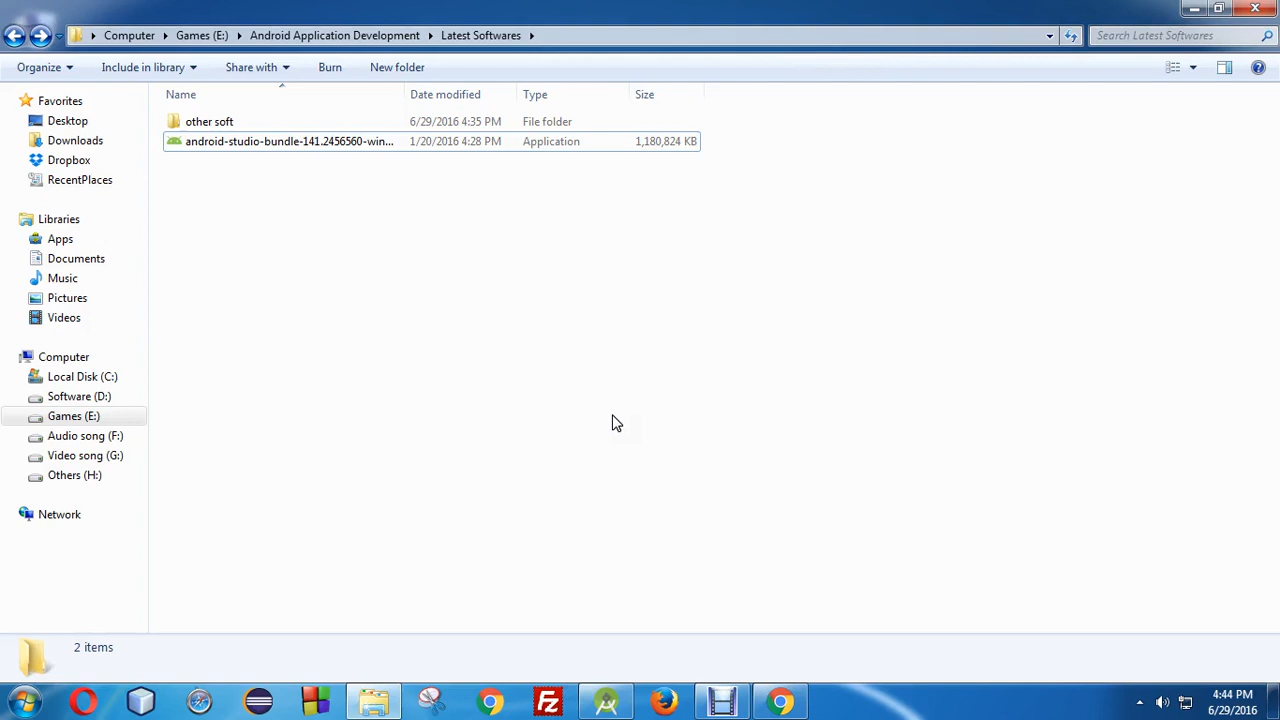 Computer Games (E:) Android Application Development Latest Softwares Search Latest Softwares
Organize Include in library Share with Burn New folder
Name Date modified Type Size
other soft 6/29/2016 4:35 PM File folder
android-studio-bundle-141.2456560-win... 1/20/2016 4:28 PM Application 1,180,824 KB
Favorites
Desktop
Downloads
Dropbox
RecentPlaces
Libraries
Apps
Documents
Music
Pictures
Videos
Computer
Local Disk (C:)
Software (D:)
Games (E:)
Audio song (F:)
Video song (G:)
Others (H:)
Network
2 items
4:44 PM
6/29/2016